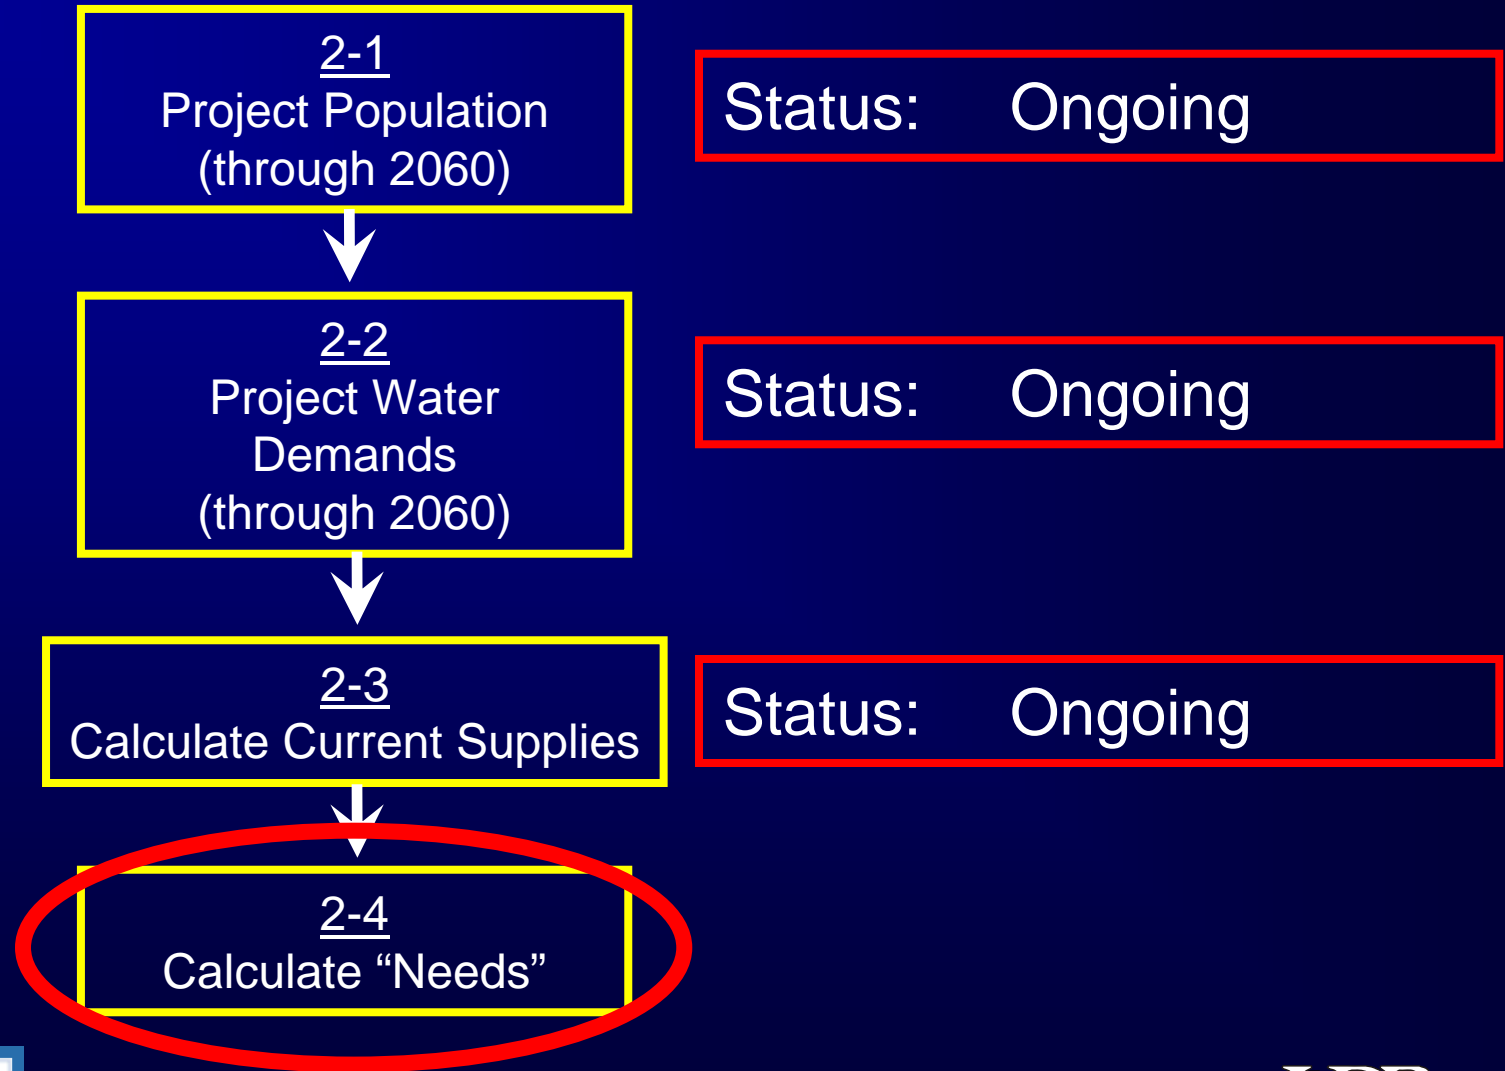 2-1
Project Population
(through 2060)
Status: Ongoing
2-2
Project Water
Demands
(through 2060)
Status: Ongoing
2-3
Calculate Current Supplies
Status: Ongoing
2-4
Calculate “Needs”